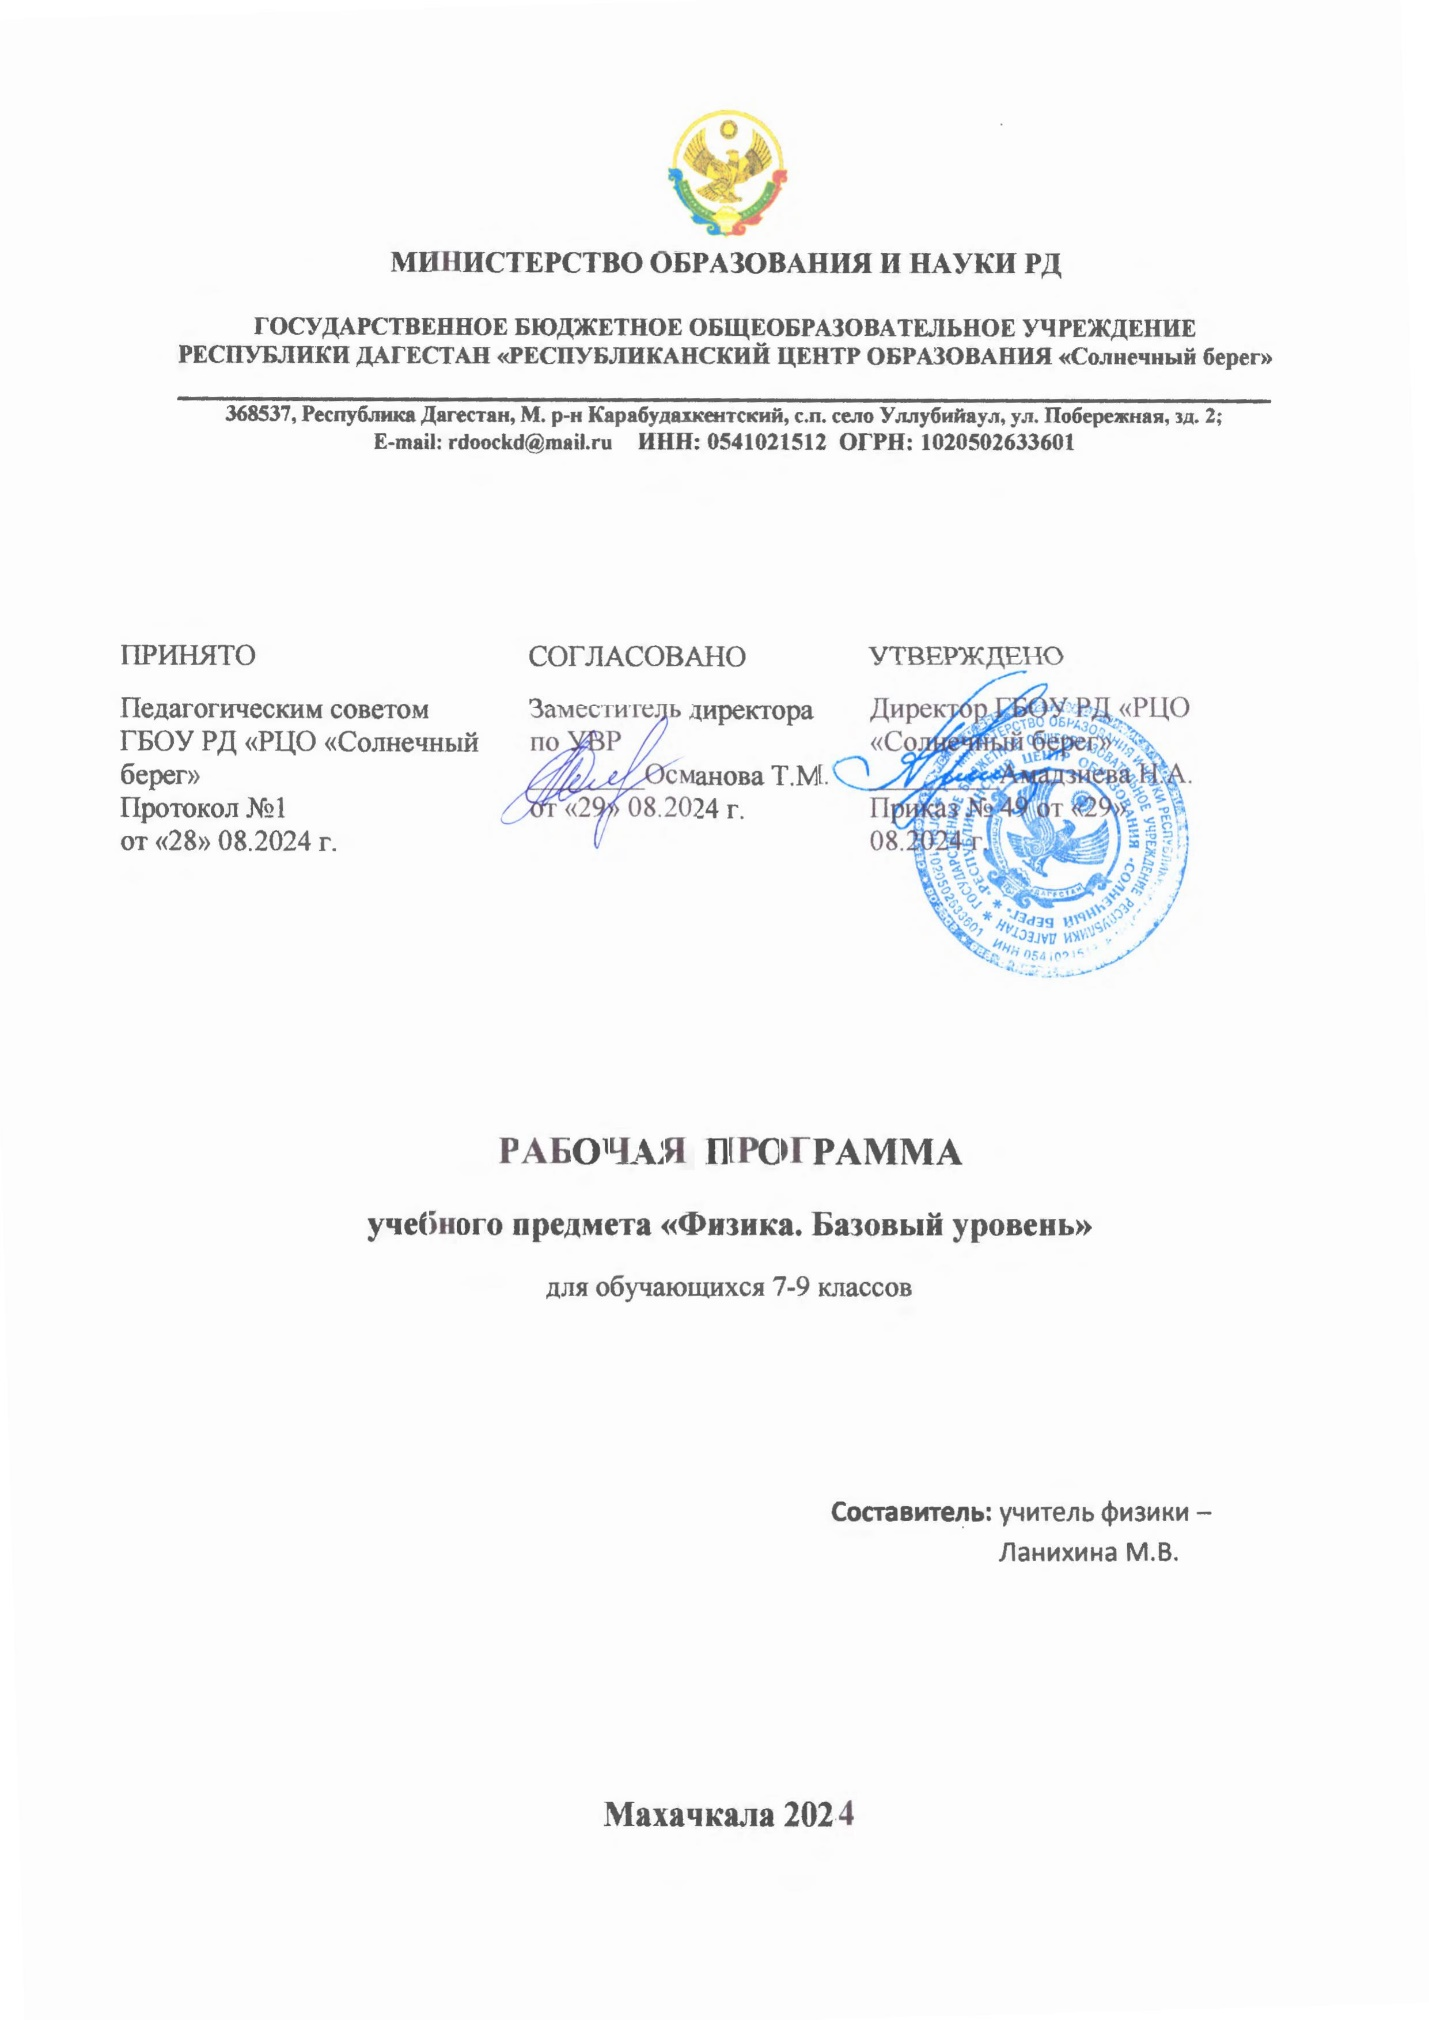 МИНИСТЕРСТВО ОБРАЗОВАНИЯ И НАУКИ РД
ГОСУДАРСТВЕННОЕ БЮДЖЕТНОЕ ОБЩЕОБРАЗОВАТЕЛЬНОЕ УЧРЕЖДЕНИЕ
РЕСПУБЛИКИ ДАГЕСТАН «РЕСПУБЛИКАНСКИЙ ЦЕНТР ОБРАЗОВАНИЯ «Солнечный берег»
368537, Республика Дагестан, М. р-н Карабудахкентский, с.п. село Уллубийаул, ул. Побережная, зд. 2;
E-mail: rdoockd@mail.ru ИНН: 0541021512 ОГРН: 1020502633601
ПРИНЯТО
Педагогическим советом
ГБОУ РД «РЦО «Солнечный
берег»
Протокол №1
от «28» 08.2024 г.
СОГЛАСОВАНО
Заместитель директора
по УВР
________Османова Т.М.
от «29» 08.2024 г.
УТВЕРЖДЕНО
Директор ГБОУ РД «РЦО
«Солнечный берег»
_________Амадзиева Н.А.
Приказ № 49 от «29»
08.2024 г.
РАБОЧАЯ ПРОГРАММА
учебного предмета «Физика. Базовый уровень»
для обучающихся 7-9 классов
Составитель: учитель физики –
Ланихина М.В.
Махачкала 2024